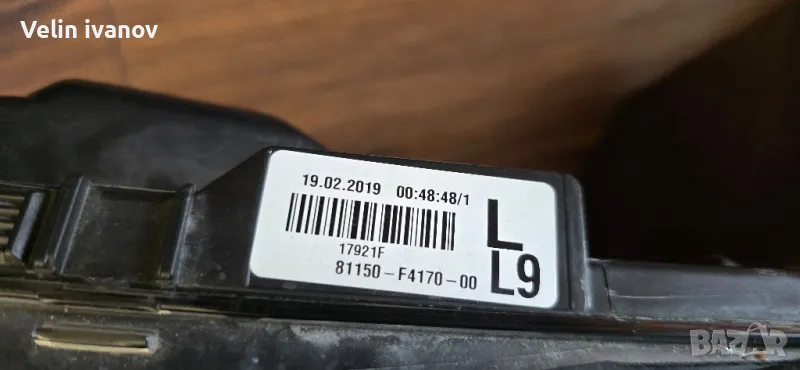 Velin ivanov
19.02.2019 00:48:48/1
17921F
81150-F4170-00
L
L9
BAZAR